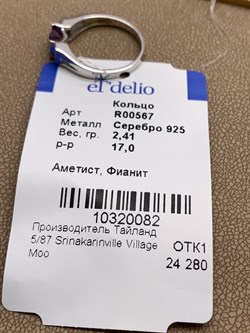 el delio
Кольцо
Арт R00567
Металл Серебро 925
Вес, гр. 2,41
р-р 17,0
Аметист, Фианит
10320082
Производитель Тайланд
5/87 Srinakarinville Village
Moo
ОТК1
24 280